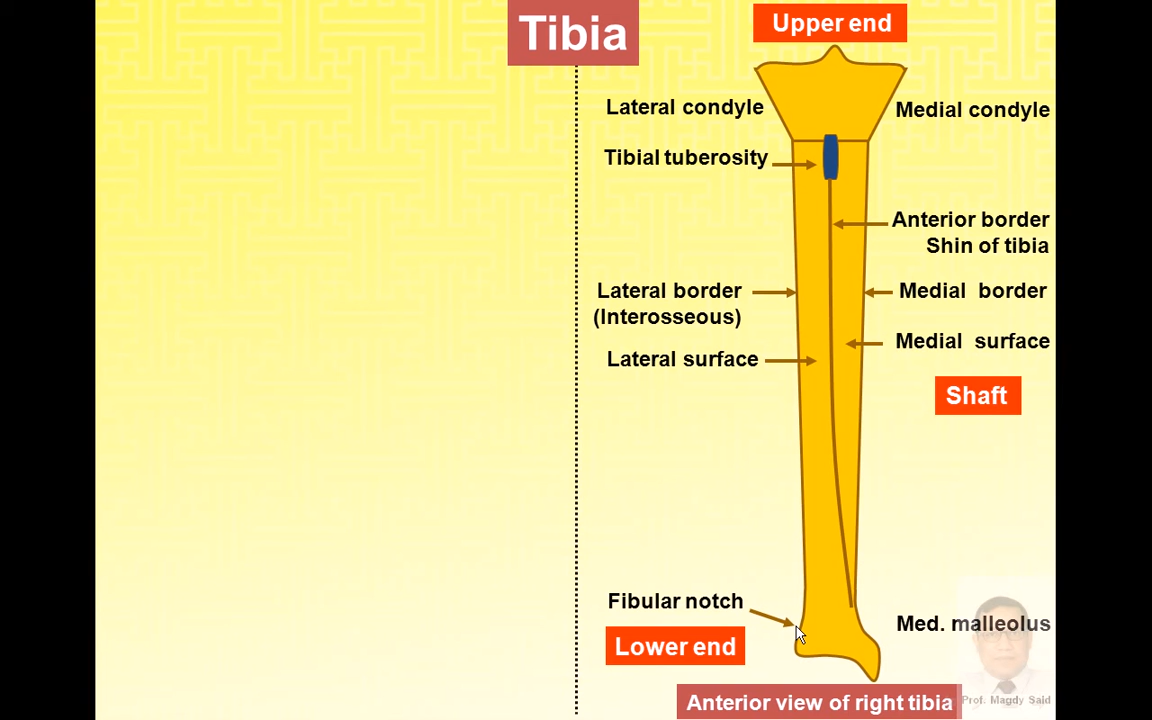 Tibia
Upper end
Lateral condyle
Medial condyle
Tibial tuberosity
Anterior border
Shin of tibia
Lateral border
(Interosseous)
Medial border
Medial surface
Lateral surface
Shaft
Fibular notch
Med. malleolus
Lower end
Anterior view of right tibia
Prof. Magdy Said